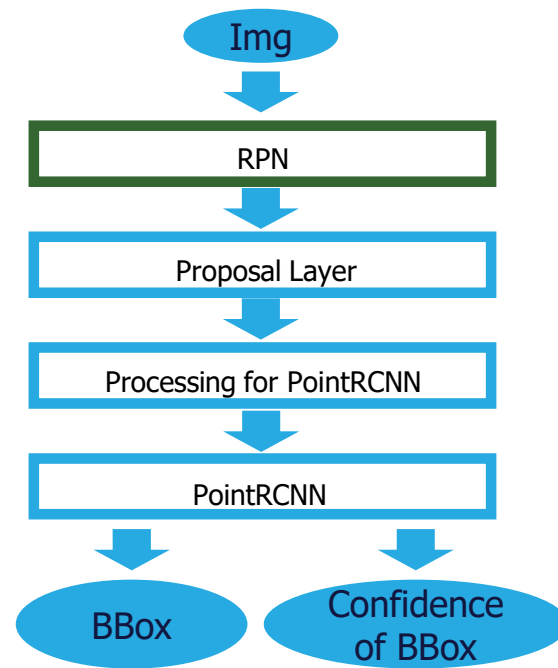 Img
RPN
Proposal Layer
Processing for PointRCNN
PointRCNN
BBox
Confidence
of BBox